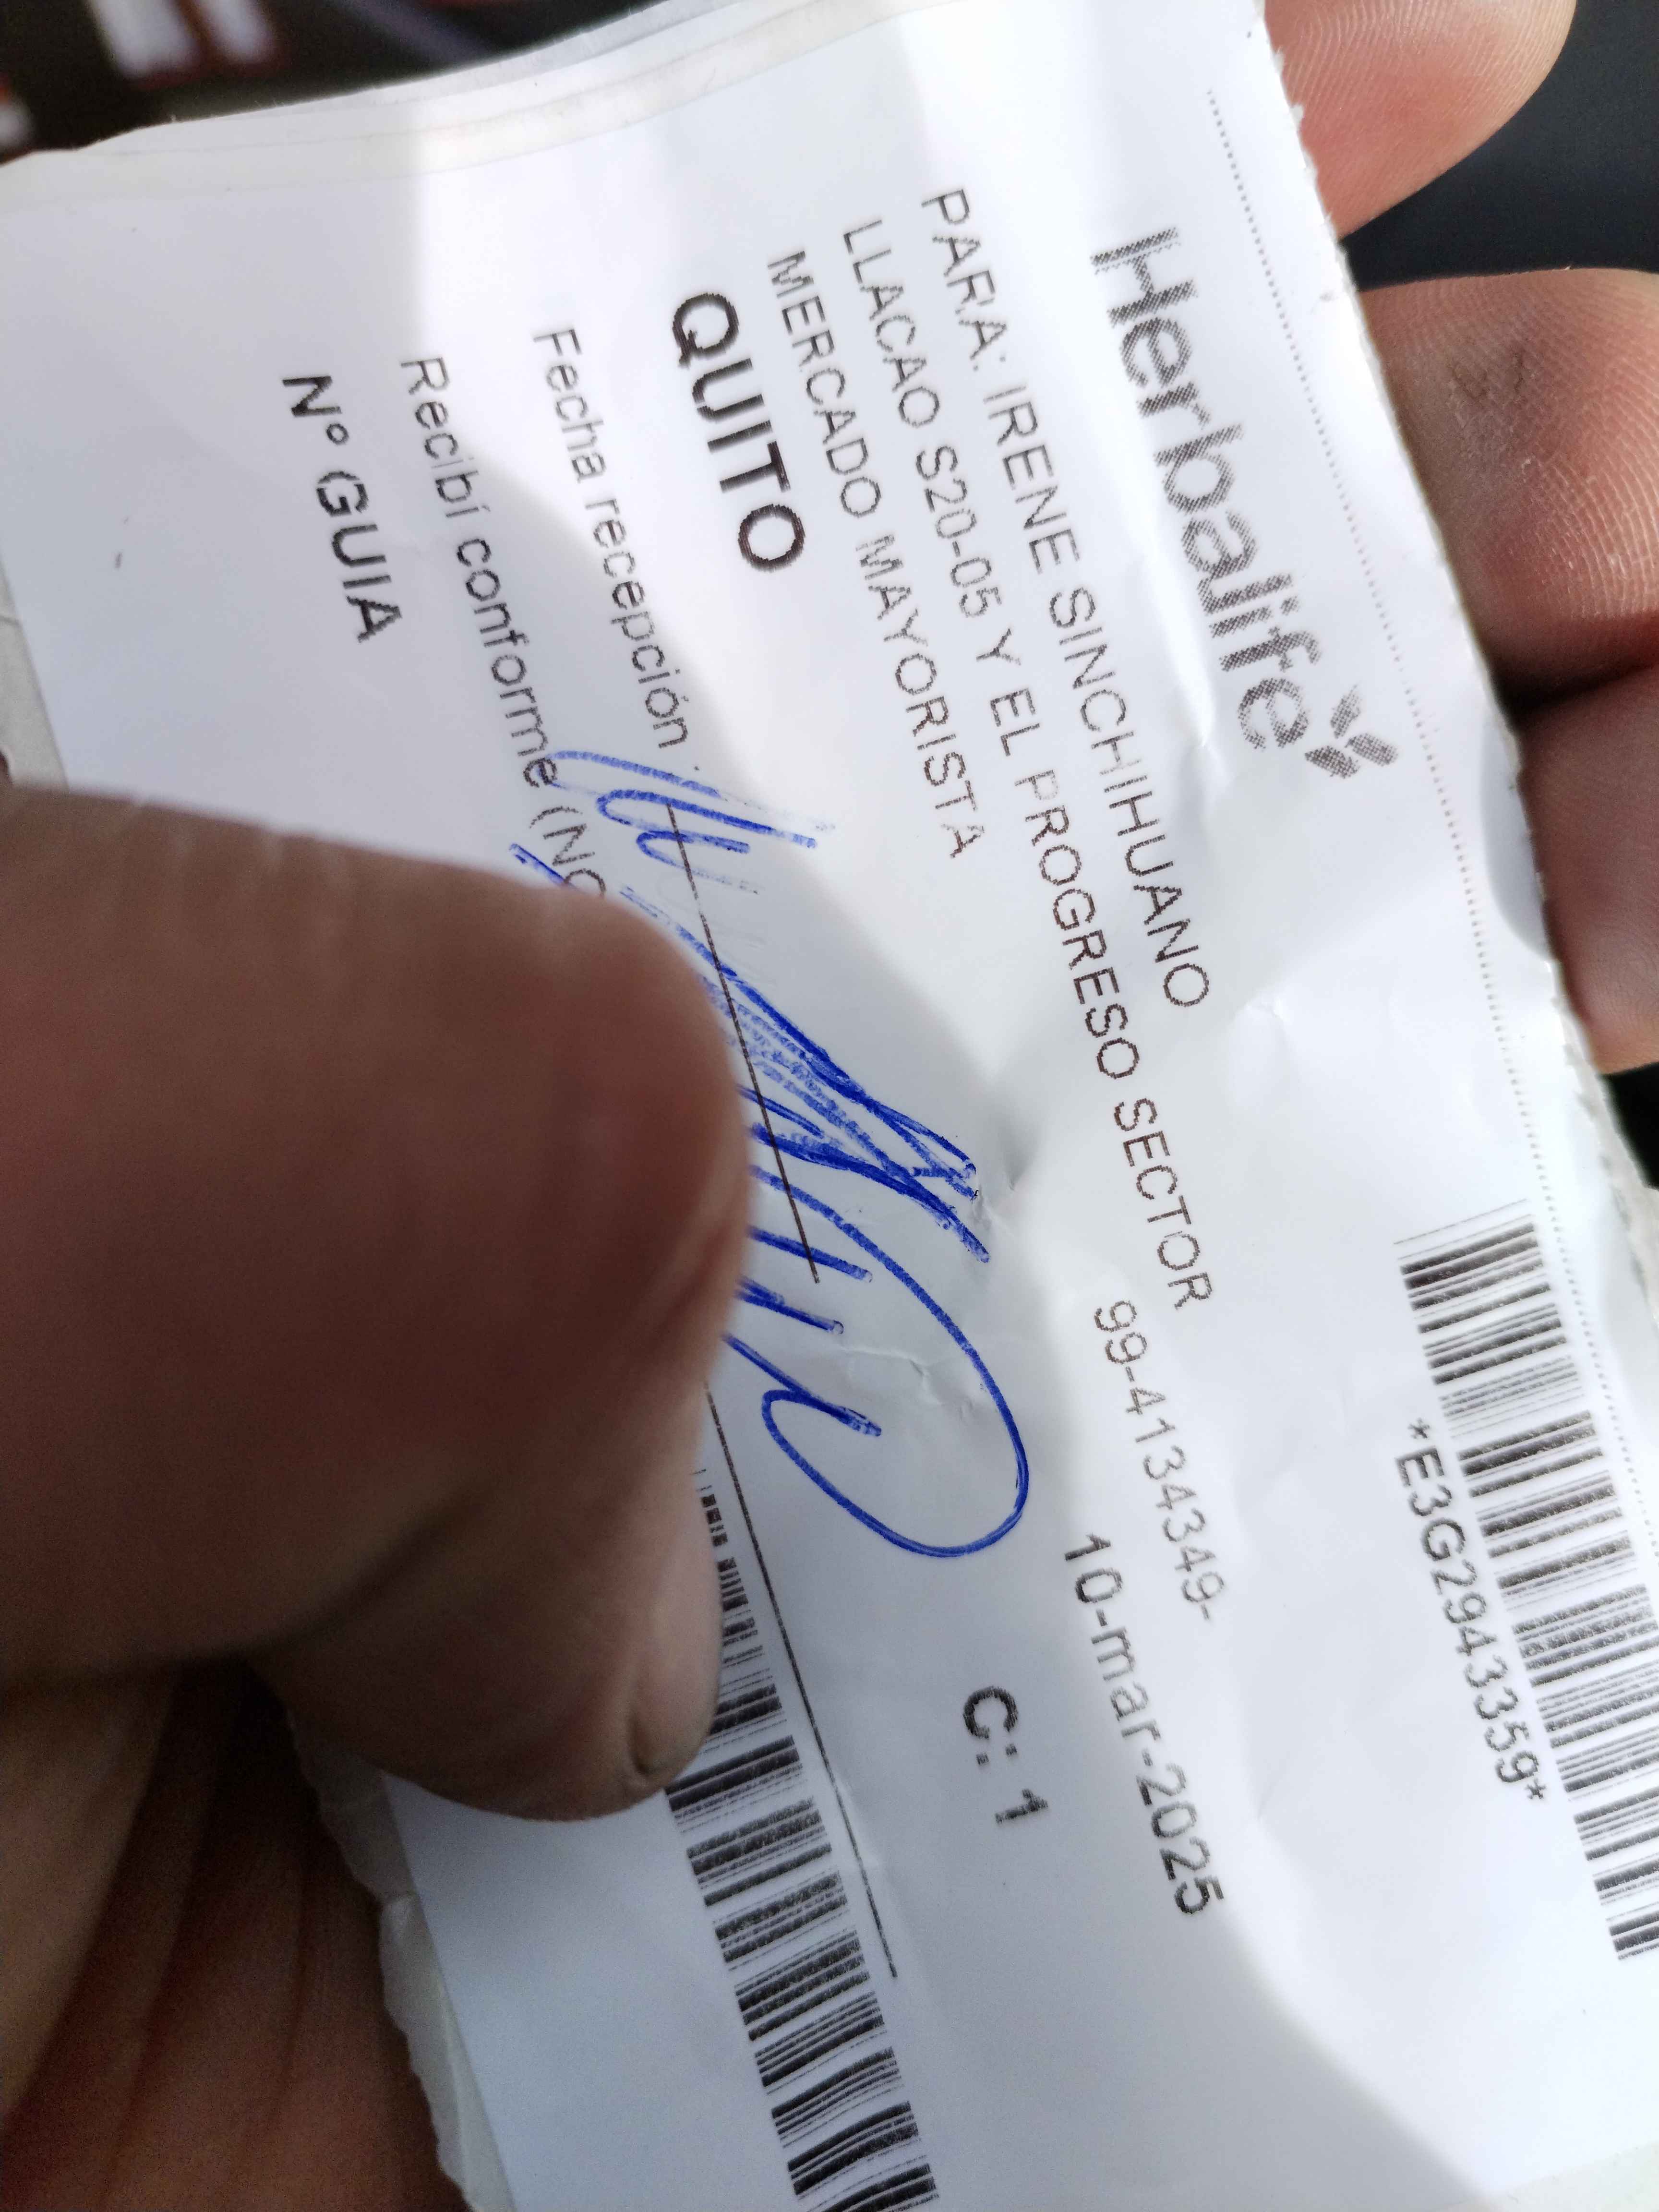 Herbalife
*E3G2943359*
PARA: IRENE SINCHIHUANO
99-4134349-
LLACAO S20-05 Y EL PROGRESO SECTOR
10-mar-2025
MERCADO MAYORISTA
QUITO
C: 1
Fecha recepción
Recibí conforme
Nº GUIA